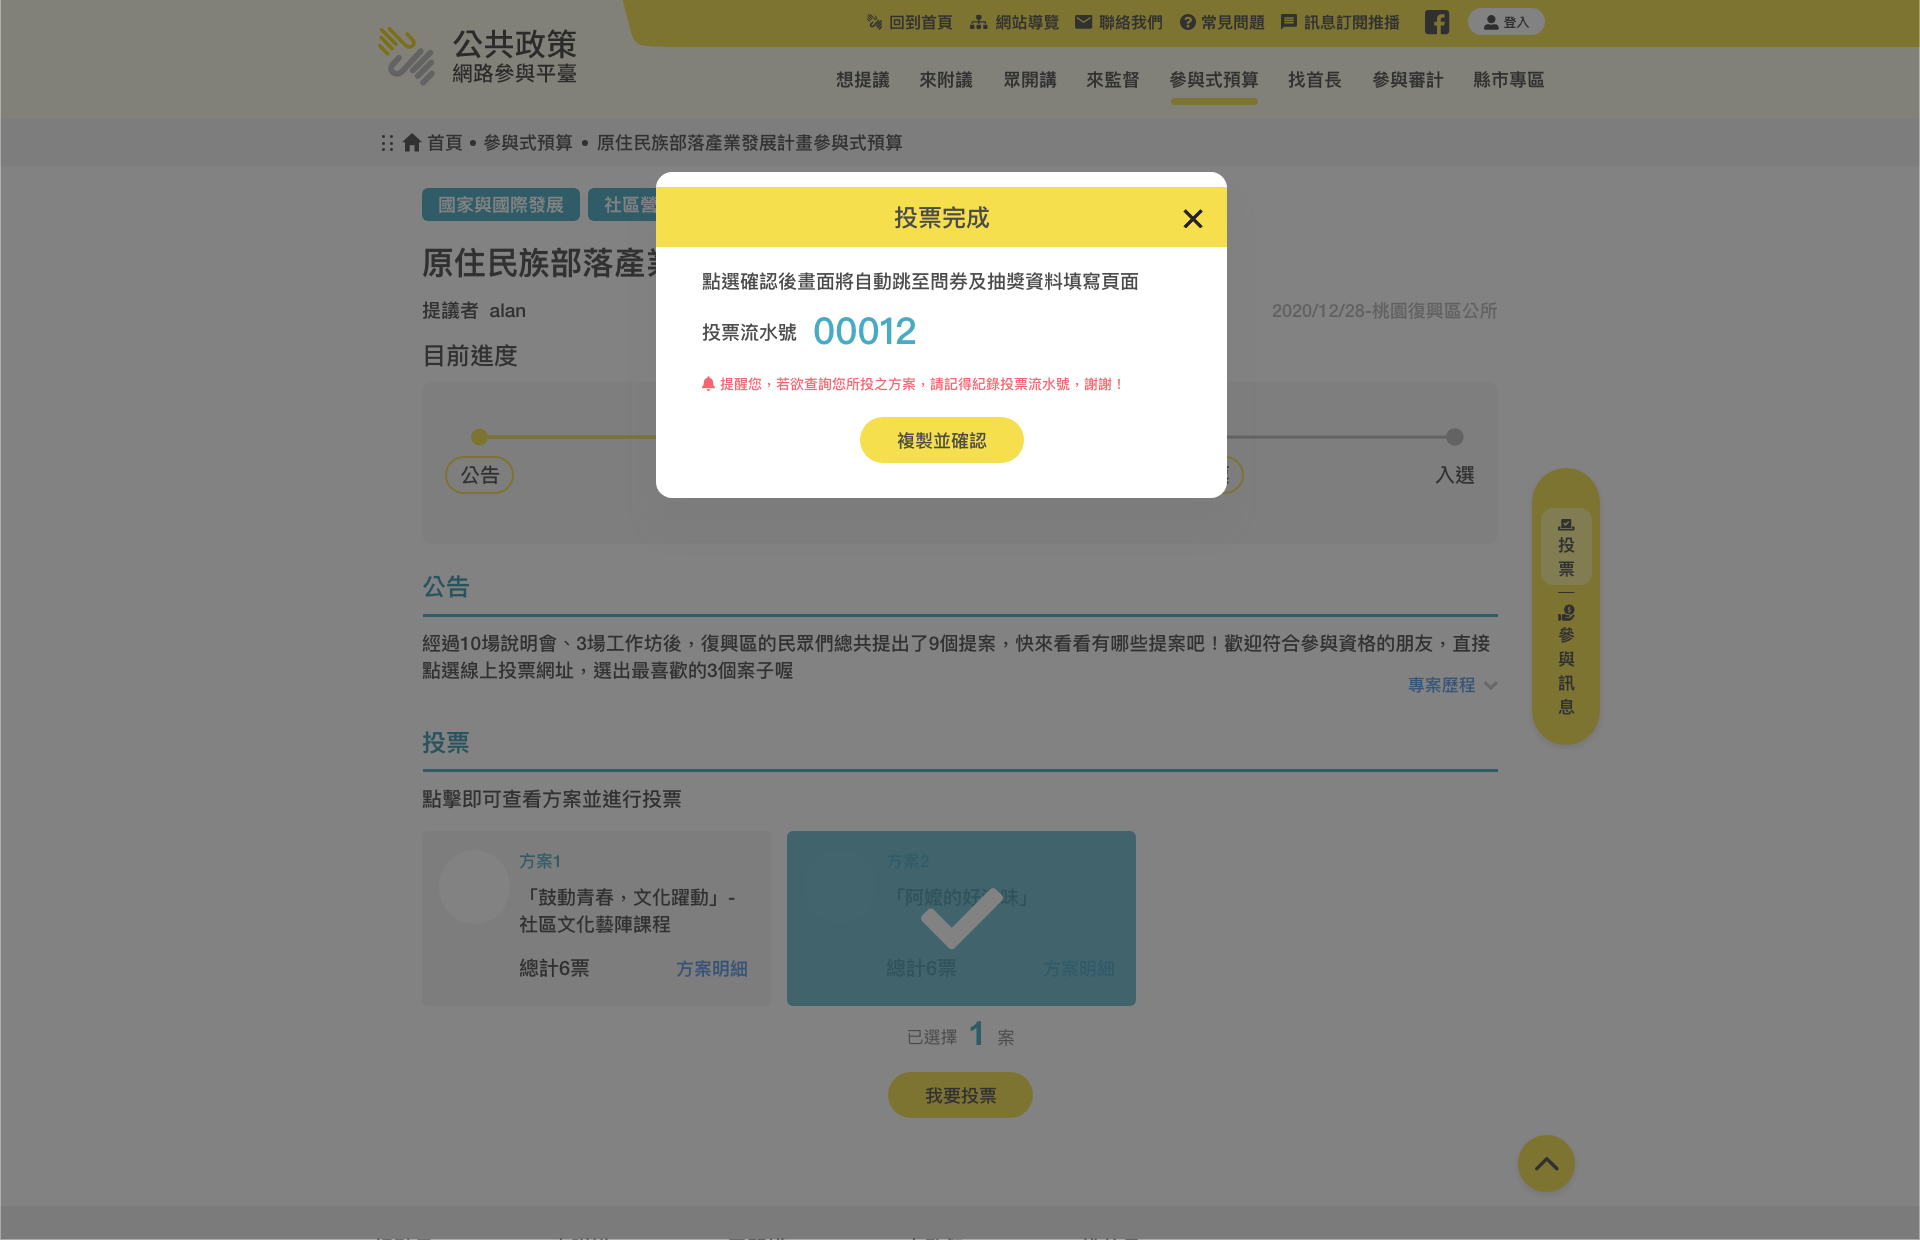 公共政策
網路參與平臺
回到首頁
網站導覽
聯絡我們
常見問題
訊息訂閱推播
登入
想提議
來附議
眾開講
來監督
參與式預算
找首長
參與審計
縣市專區
首頁 • 參與式預算 • 原住民族部落產業發展計畫參與式預算
國家與國際發展
社區營
原住民族部落產業
提議者 alan
2020/12/28-桃園復興區公所
目前進度
公告
入選
投票完成
點選確認後畫面將自動跳至問券及抽獎資料填寫頁面
投票流水號 00012
提醒您，若欲查詢您所投之方案，請記得紀錄投票流水號，謝謝！
複製並確認
投票
參與訊息
公告
經過10場說明會、3場工作坊後，復興區的民眾們總共提出了9個提案，快來看看有哪些提案吧！歡迎符合參與資格的朋友，直接
點選線上投票網址，選出最喜歡的3個案子喔
專案歷程
投票
點擊即可查看方案並進行投票
方案1
「鼓動青春，文化躍動」-
社區文化藝陣課程
總計6票
方案明細
方案2
「阿嬤的好滋味」
總計6票
方案明細
已選擇 1 案
我要投票